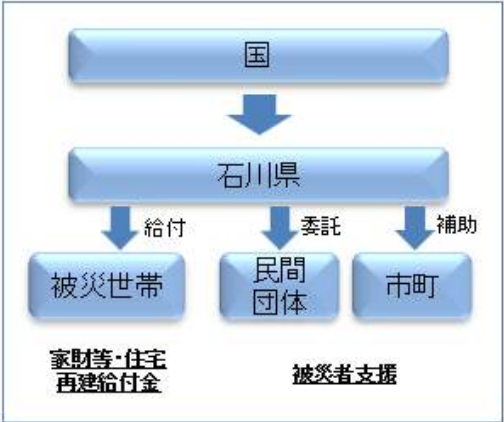 国
石川県
給付
委託
補助
被災世帯
民間
団体
市町
家財等・住宅
再建給付金
被災者支援